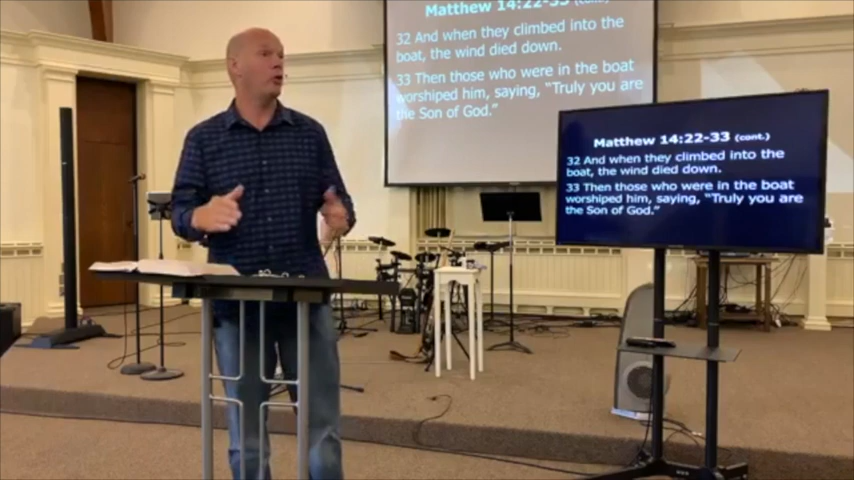 Matthew 14:22-33 (cont.)
32 And when they climbed into the
boat, the wind died down.
33 Then those who were in the boat
worshiped him, saying, “Truly you are
the Son of God.”
Matthew 14:22-33 (cont.)
32 And when they climbed into the
boat, the wind died down.
33 Then those who were in the boat
worshiped him, saying, “Truly you are
the Son of God.”